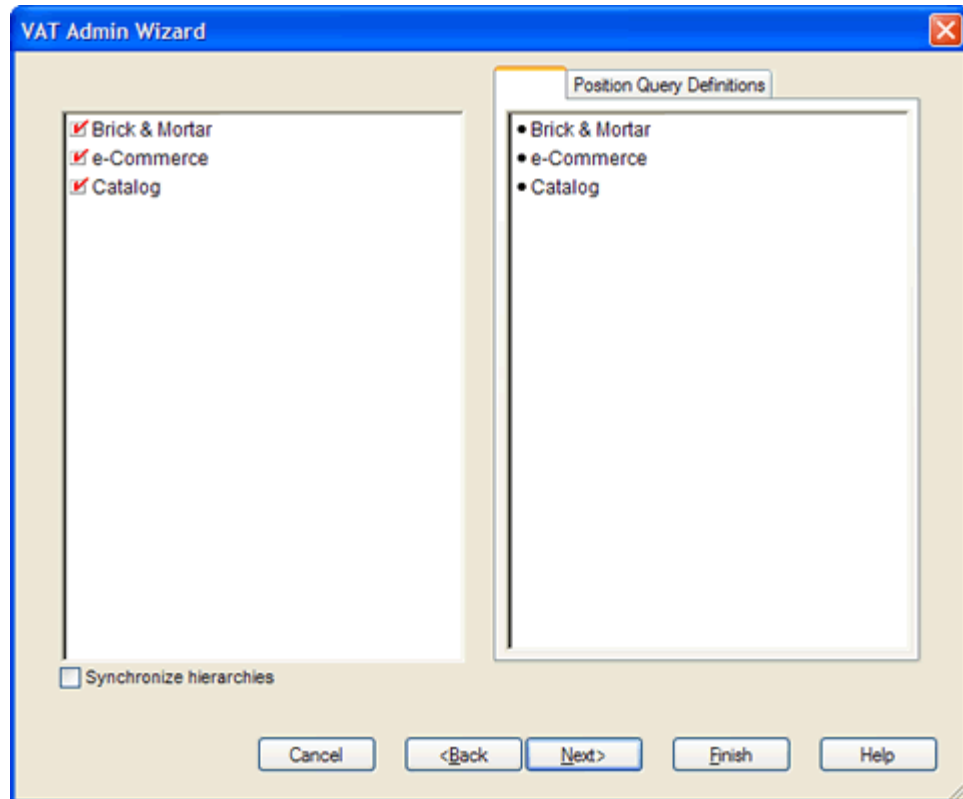 VAT Admin Wizard
Position Query Definitions
Brick & Mortar
e-Commerce
Catalog
Brick & Mortar
e-Commerce
Catalog
Synchronize hierarchies
Cancel
<Back
Next>
Finish
Help